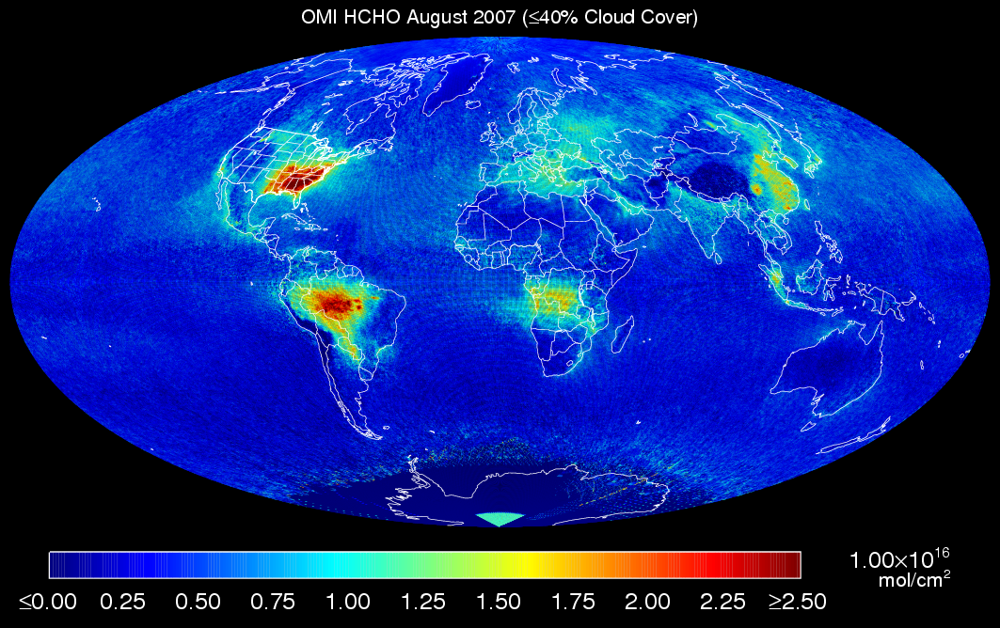 OMI HCHO August 2007 (≤40% Cloud Cover)
≤0.00 0.25 0.50 0.75 1.00 1.25 1.50 1.75 2.00 2.25 ≥2.50
1.00×10¹⁶
mol/cm²